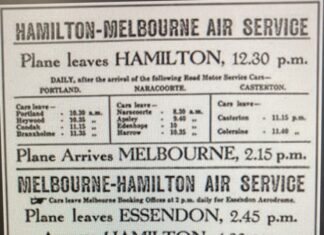 HAMILTON-MELBOURNE AIR SERVICE
Plane leaves HAMILTON, 12.30 p.m.
DAILY, after the arrival of the following Road Motor Service Cars—
PORTLAND. NARACOORTE. CASTERTON.
Cars leave—
Portland - 10.30 a.m.
Heywood - 10.35 "
Condah - 11.15 "
Branxholme - 11.35 "
Cars leave—
Naracoorte - 8.30 a.m.
Apsley - 9.40 "
Edenhope - 10 "
Harrow - 10.35 "
Cars leave—
Casterton - 11.15 p.m.
Coleraine - 11.40 "
Plane Arrives MELBOURNE, 2.15 p.m.
MELBOURNE-HAMILTON AIR SERVICE
Cars leave Melbourne Booking Offices at 2 p.m. daily for Essendon Aerodrome.
Plane leaves ESSENDON, 2.45 p.m.
HAMILTON